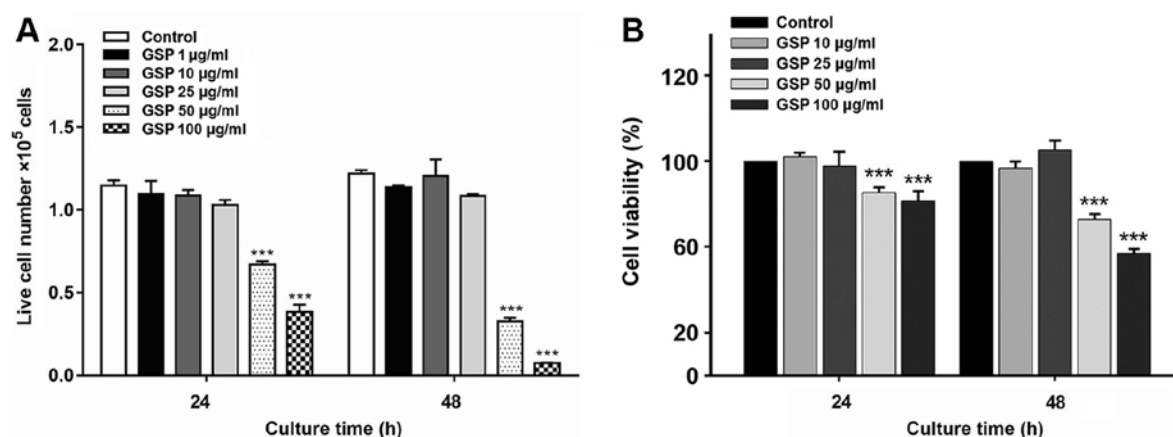 A
Live cell number ×10⁵ cells
2.0
1.5
1.0
0.5
0.0
Control
GSP 1 µg/ml
GSP 10 µg/ml
GSP 25 µg/ml
GSP 50 µg/ml
GSP 100 µg/ml
***
***
***
***
24
48
Culture time (h)
B
Cell viability (%)
120
100
60
20
0
Control
GSP 10 µg/ml
GSP 25 µg/ml
GSP 50 µg/ml
GSP 100 µg/ml
***
***
***
***
24
48
Culture time (h)